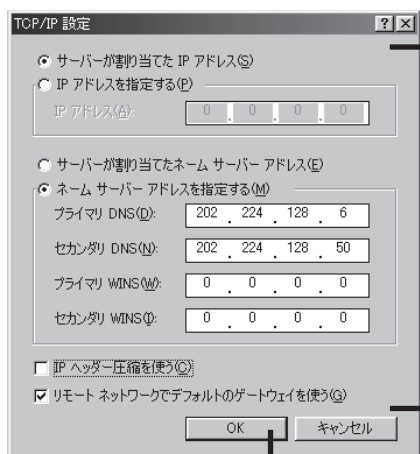 TCP/IP 設定
サーバーが割り当てた IP アドレス(S)
IP アドレスを指定する(P)
IP アドレス(A): 0 . 0 . 0 . 0
サーバーが割り当てたネーム サーバー アドレス(E)
ネーム サーバー アドレスを指定する(M)
プライマリ DNS(D): 202 . 224 . 128 . 6
セカンダリ DNS(N): 202 . 224 . 128 . 50
プライマリ WINS(W): 0 . 0 . 0 . 0
セカンダリ WINS(I): 0 . 0 . 0 . 0
IP ヘッダー圧縮を使う(C)
リモート ネットワークでデフォルトのゲートウェイを使う(G)
OK キャンセル